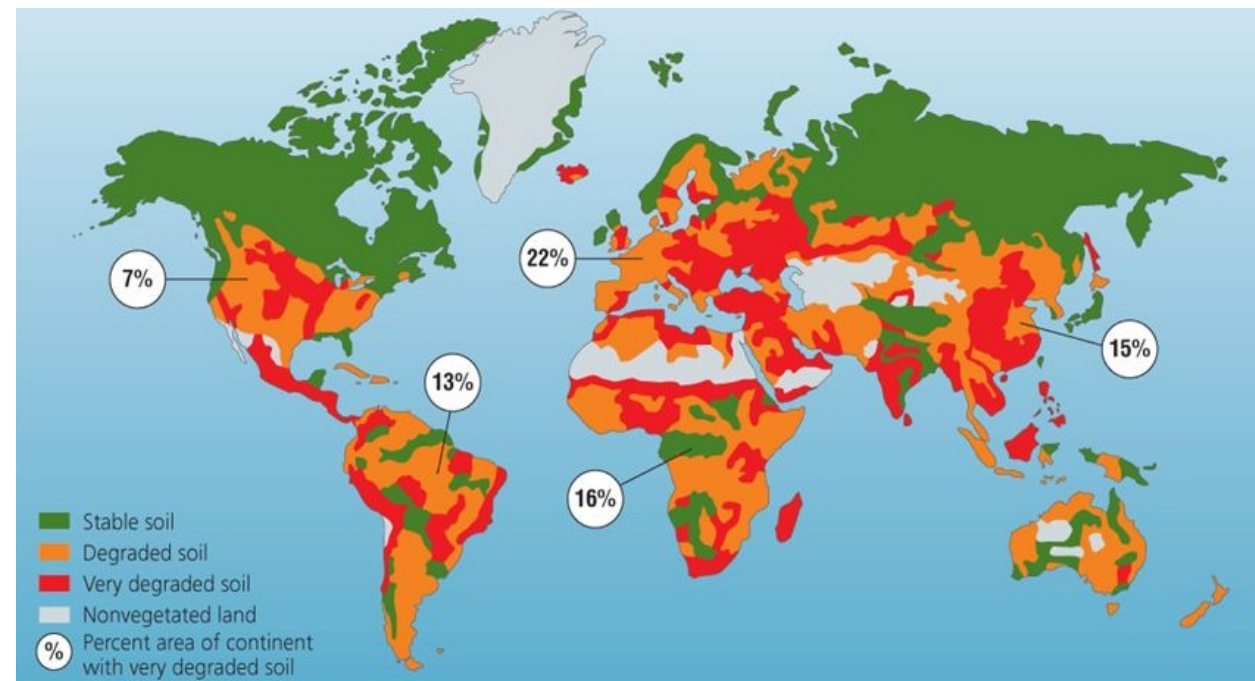 7%
22%
15%
13%
16%
Stable soil
Degraded soil
Very degraded soil
Nonvegetated land
% Percent area of continent
with very degraded soil